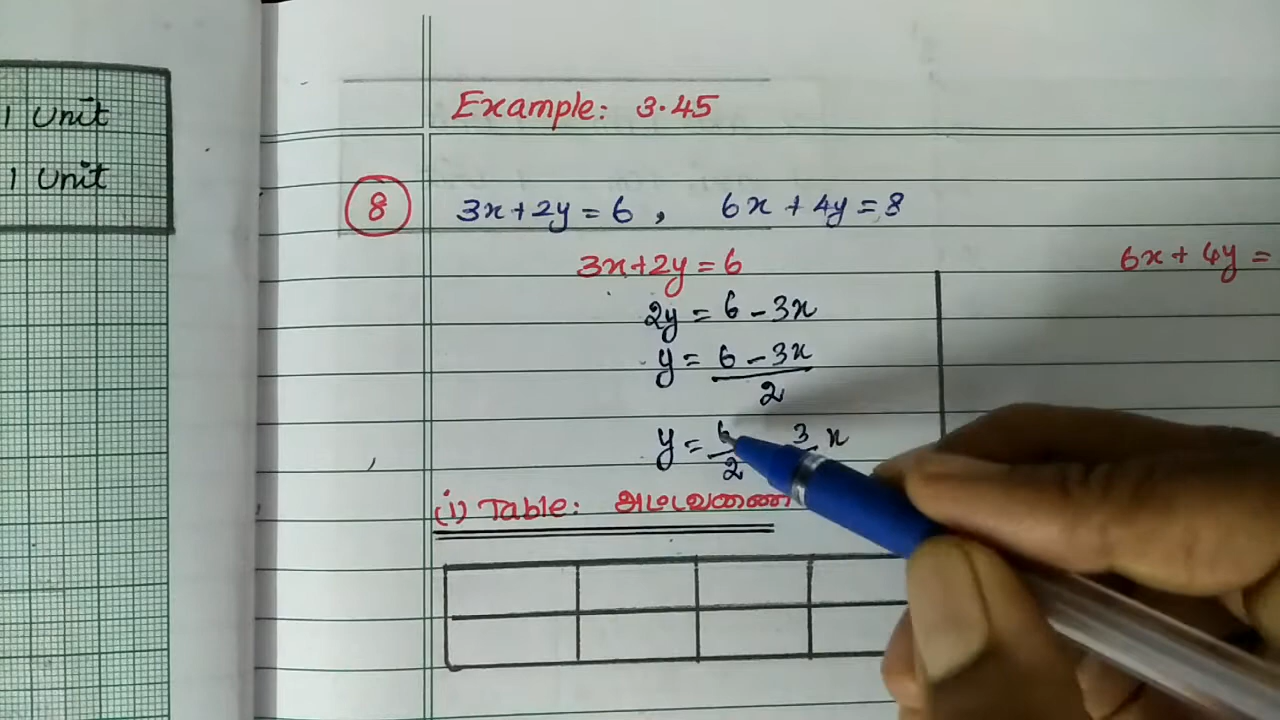 1 Unit
1 Unit
Example: 3.45
8 3x+2y=6, 6x+4y=8
3x+2y=6 6x+4y=
2y=6-3x
y=6-3x/2
y=6/2 3 x
(i) Table: அட்டவணை